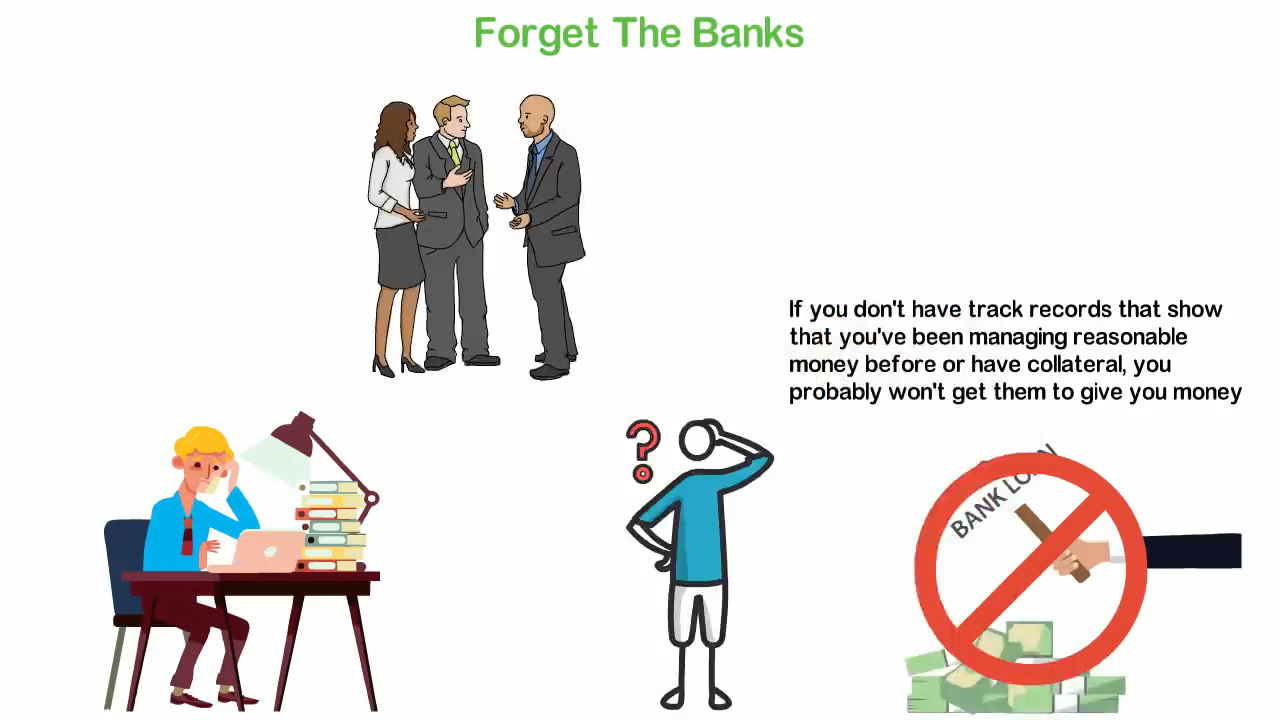 Forget The Banks
If you don't have track records that show
that you've been managing reasonable
money before or have collateral, you
probably won't get them to give you money
?
BANK LOAN